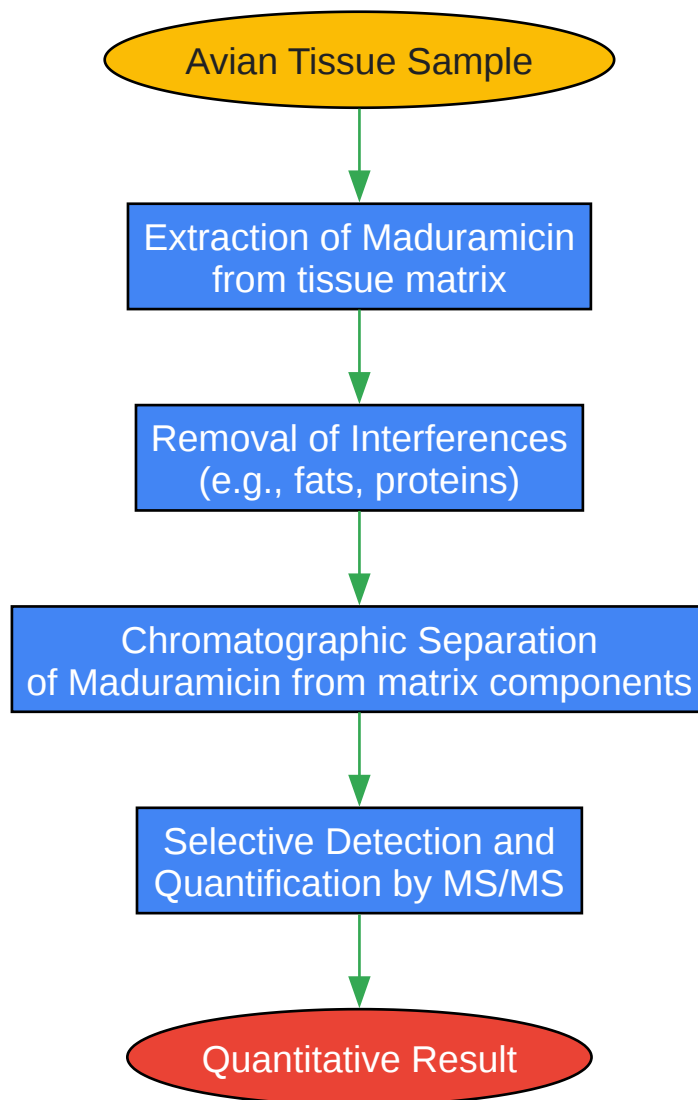 Avian Tissue Sample
Extraction of Maduramicin
from tissue matrix
Removal of Interferences
(e.g., fats, proteins)
Chromatographic Separation
of Maduramicin from matrix components
Selective Detection and
Quantification by MS/MS
Quantitative Result